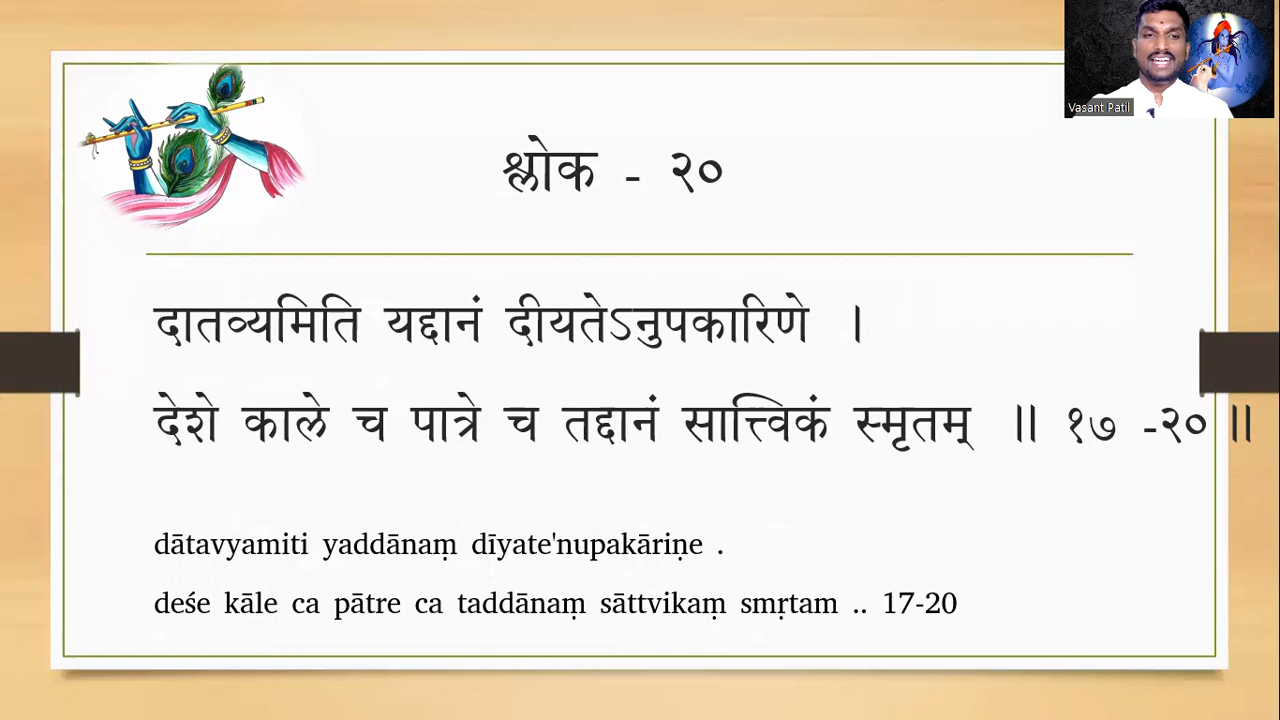 Vasant Patil
श्लोक - २०
दातव्यमिति यद्दानं दीयतेऽनुपकारिणे ।
देशे काले च पात्रे च तद्दानं सात्त्विकं स्मृतम् ॥ १७ -२० ॥
dātavyamiti yaddānaṃ dīyate'nupakāriṇe .
deśe kāle ca pātre ca taddānaṃ sāttvikaṃ smṛtam .. 17-20